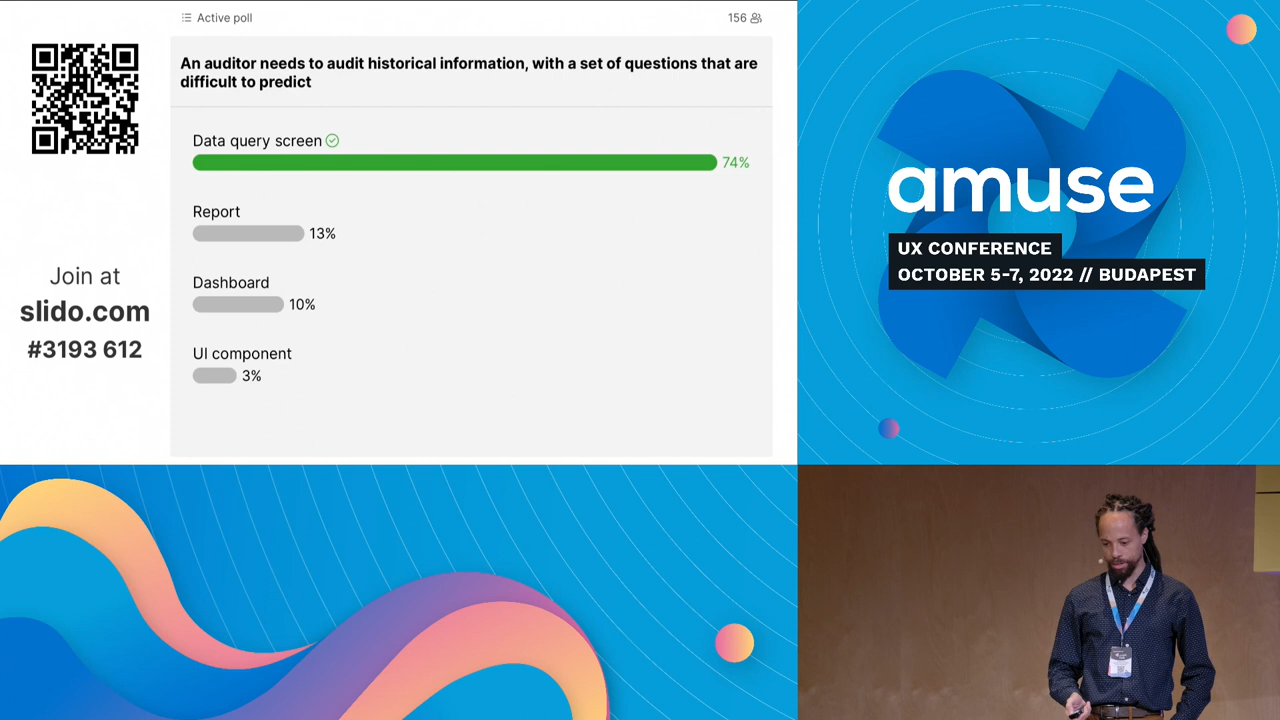 Active poll
156
An auditor needs to audit historical information, with a set of questions that are
difficult to predict
Data query screen
74%
Report
13%
Dashboard
10%
UI component
3%
Join at
slido.com
#3193 612
amuse
UX CONFERENCE
OCTOBER 5-7, 2022 // BUDAPEST